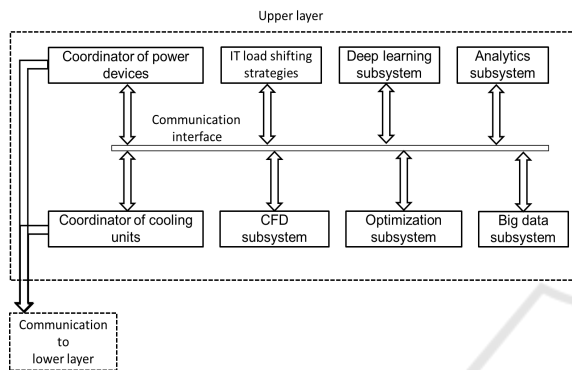 Upper layer
Coordinator of power
devices
IT load shifting
strategies
Deep learning
subsystem
Analytics
subsystem
Communication
interface
Coordinator of cooling
units
CFD
subsystem
Optimization
subsystem
Big data
subsystem
Communication
to
lower layer